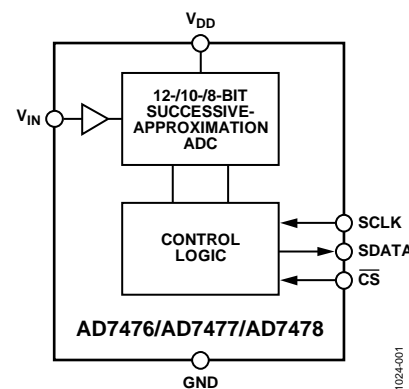 VDD
12-/10-/8-BIT
SUCCESSIVE-
APPROXIMATION
ADC
VIN
CONTROL
LOGIC
SCLK
SDATA
CS
AD7476/AD7477/AD7478
GND
1024-001